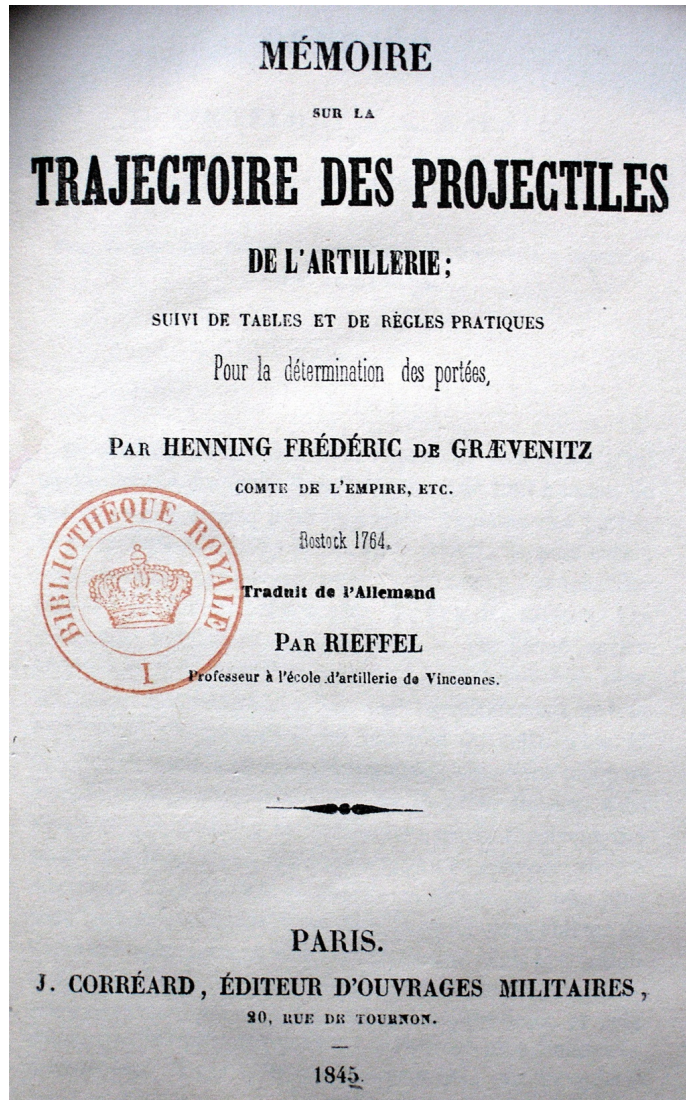 MÉMOIRE
SUR LA
TRAJECTOIRE DES PROJECTILES
DE L'ARTILLERIE;
SUIVI DE TABLES ET DE RÈGLES PRATIQUES
Pour la détermination des portées,
PAR HENNING FRÉDÉRIC DE GRÆVENITZ
COMTE DE L'EMPIRE, ETC.
Rostock 1764.
Traduit de l'Allemand
PAR RIEFFEL
Professeur à l'école d'artillerie de Vincennes.
BIBLIOTHÈQUE ROYALE
I
PARIS.
J. CORRÉARD, ÉDITEUR D'OUVRAGES MILITAIRES,
20, RUE DE TOURNON.
1845.